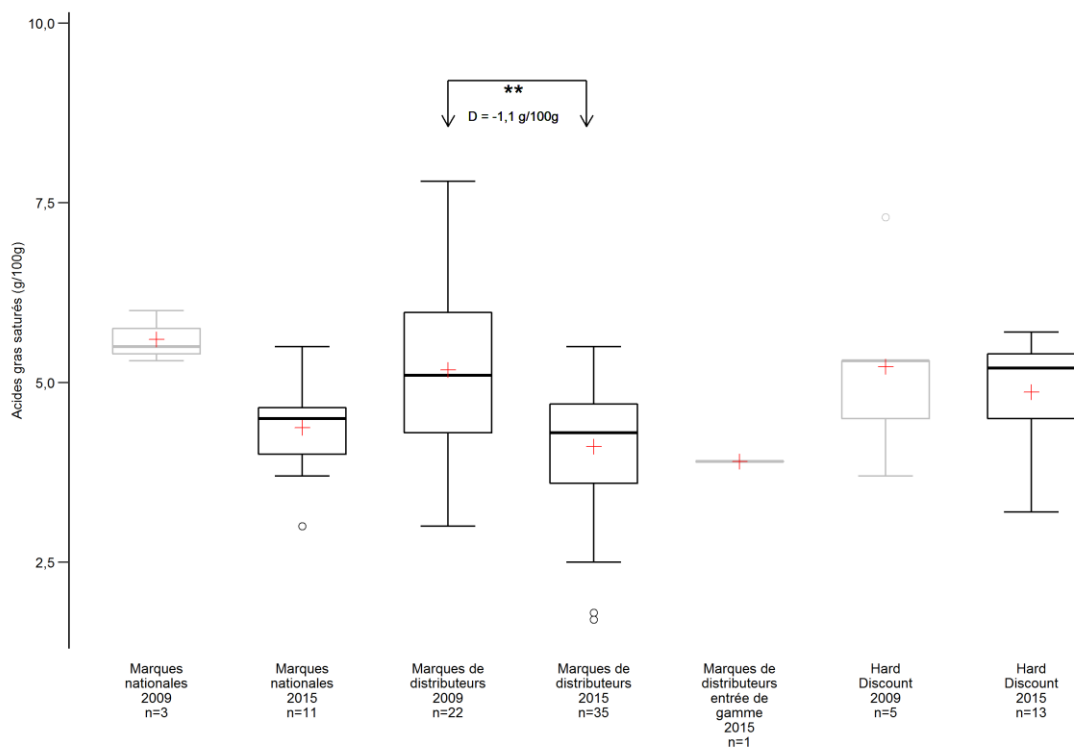 10,0
**
D = -1,1 g/100g
7,5
Acides gras saturés (g/100g)
5,0
2,5
Marques
nationales
2009
n=3
Marques
nationales
2015
n=11
Marques de
distributeurs
2009
n=22
Marques de
distributeurs
2015
n=35
Marques de
distributeurs
entrée de
gamme
2015
n=1
Hard
Discount
2009
n=5
Hard
Discount
2015
n=13